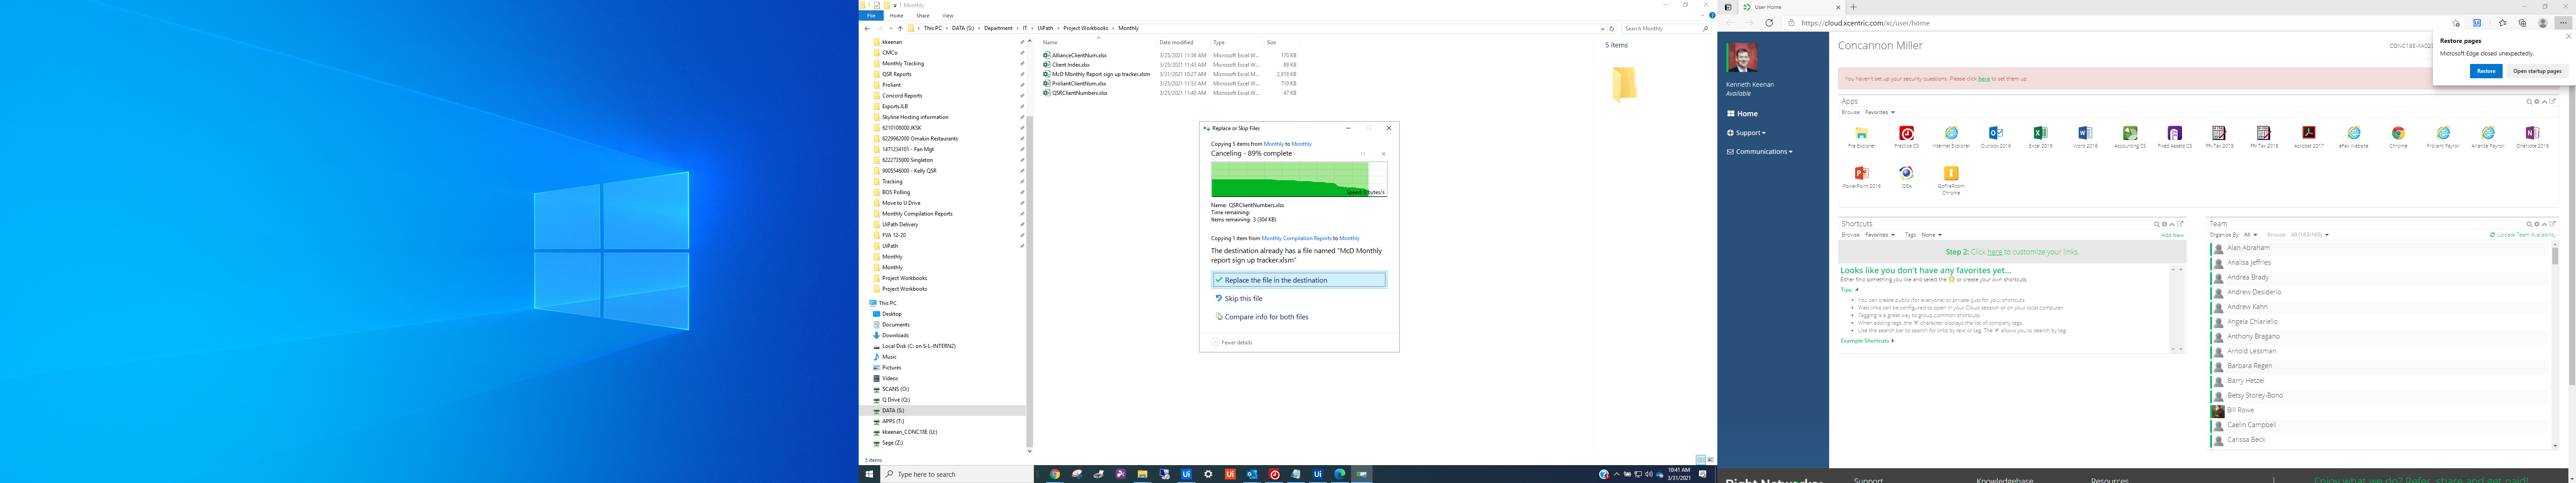 Monthly
File Home Share View
This PC › DATA (S:) › Department › IT › UiPath › Project Workbooks › Monthly
Search Monthly
kkeenan
CMCo
Monthly Tracking
QSR Reports
Proliant
Concord Reports
Exports JLB
Skyline Hosting information
6210108000 JKSK
6229962000 Omakin Restaurants
1471234101 - Fan Mgt
6222735000 Singleton
9005546000 - Kelly QSR
Tracking
BOS Polling
Move to U Drive
Monthly Compilation Reports
UiPath Delivery
FVA 12-20
UiPath
Monthly
Monthly
Project Workbooks
Project Workbooks
This PC
Desktop
Documents
Downloads
Local Disk (C: on S-L-INTERN2)
Music
Pictures
Videos
SCANS (O:)
Q Drive (Q:)
DATA (S:)
APPS (T:)
kkeenan_CONC18E (U:)
Sage (Z:)
5 items
Name Date modified Type Size
AllianceClientNum.xlsx 3/25/2021 11:56 AM Microsoft Excel W... 170 KB
Client Index.xlsx 3/25/2021 11:43 AM Microsoft Excel W... 89 KB
McD Monthly Report sign up tracker.xlsm 3/31/2021 10:27 AM Microsoft Excel M... 2,918 KB
ProliantClientNum.xlsx 3/25/2021 11:53 AM Microsoft Excel W... 710 KB
QSRClientNumbers.xlsx 3/25/2021 11:40 AM Microsoft Excel W... 47 KB
5 items
Replace or Skip Files
Copying 5 items from Monthly to Monthly
Canceling - 89% complete
Speed: 0 bytes/s
Name: QSRClientNumbers.xlsx
Time remaining:
Items remaining: 3 (304 KB)
Copying 1 item from Monthly Compilation Reports to Monthly
The destination already has a file named "McD Monthly
report sign up tracker.xlsm"
Replace the file in the destination
Skip this file
Compare info for both files
Fewer details
Type here to search
10:41 AM
3/31/2021
User Home
https://cloud.xcentric.com/xc/user/home
Restore pages
Microsoft Edge closed unexpectedly.
Restore Open startup pages
Kenneth Keenan
Available
Home
Support
Communications
Concannon Miller
You haven't set up your security questions. Please click here to set them up.
Apps
Browse: Favorites
File Explorer Practice CS Internet Explorer Outlook 2016 Excel 2016 Word 2016 Accounting CS Fixed Assets CS Pfx Tax 2019 Pfx Tax 2018 Acrobat 2017 eFax Website Chrome Proliant Payroll Alliance Payroll OneNote 2016
PowerPoint 2016 IDEA GoFileRoom
Chrome
Shortcuts
Browse: Favorites Tags: None Add New
Step 2: Click here to customize your links.
Looks like you don't have any favorites yet...
Either find something you like and select the or create your own shortcuts.
Tips:
You can create public (for everyone) or private (just for you) shortcuts.
Web links can be configured to open in your Cloud session or on your local computer.
Tagging is a great way to group common shortcuts.
When adding tags, the '#' character displays the list of company tags.
Use the search bar to search for links by text or tag. The '#' allows you to search by tag.
Example Shortcuts
Team
Organize By: All Browse: All (163/165) Update Team Availability
Alan Abraham
Analisa Jeffries
Andrea Brady
Andrew Desiderio
Andrew Kahn
Angela Chiariello
Anthony Bragano
Arnold Lessman
Barbara Regen
Barry Hetzel
Betsy Storey-Bono
Bill Rowe
Caelin Campbell
Carissa Beck
Right Networks Support Knowledgebase Resources Enjoy what we do? Refer, share and get paid!